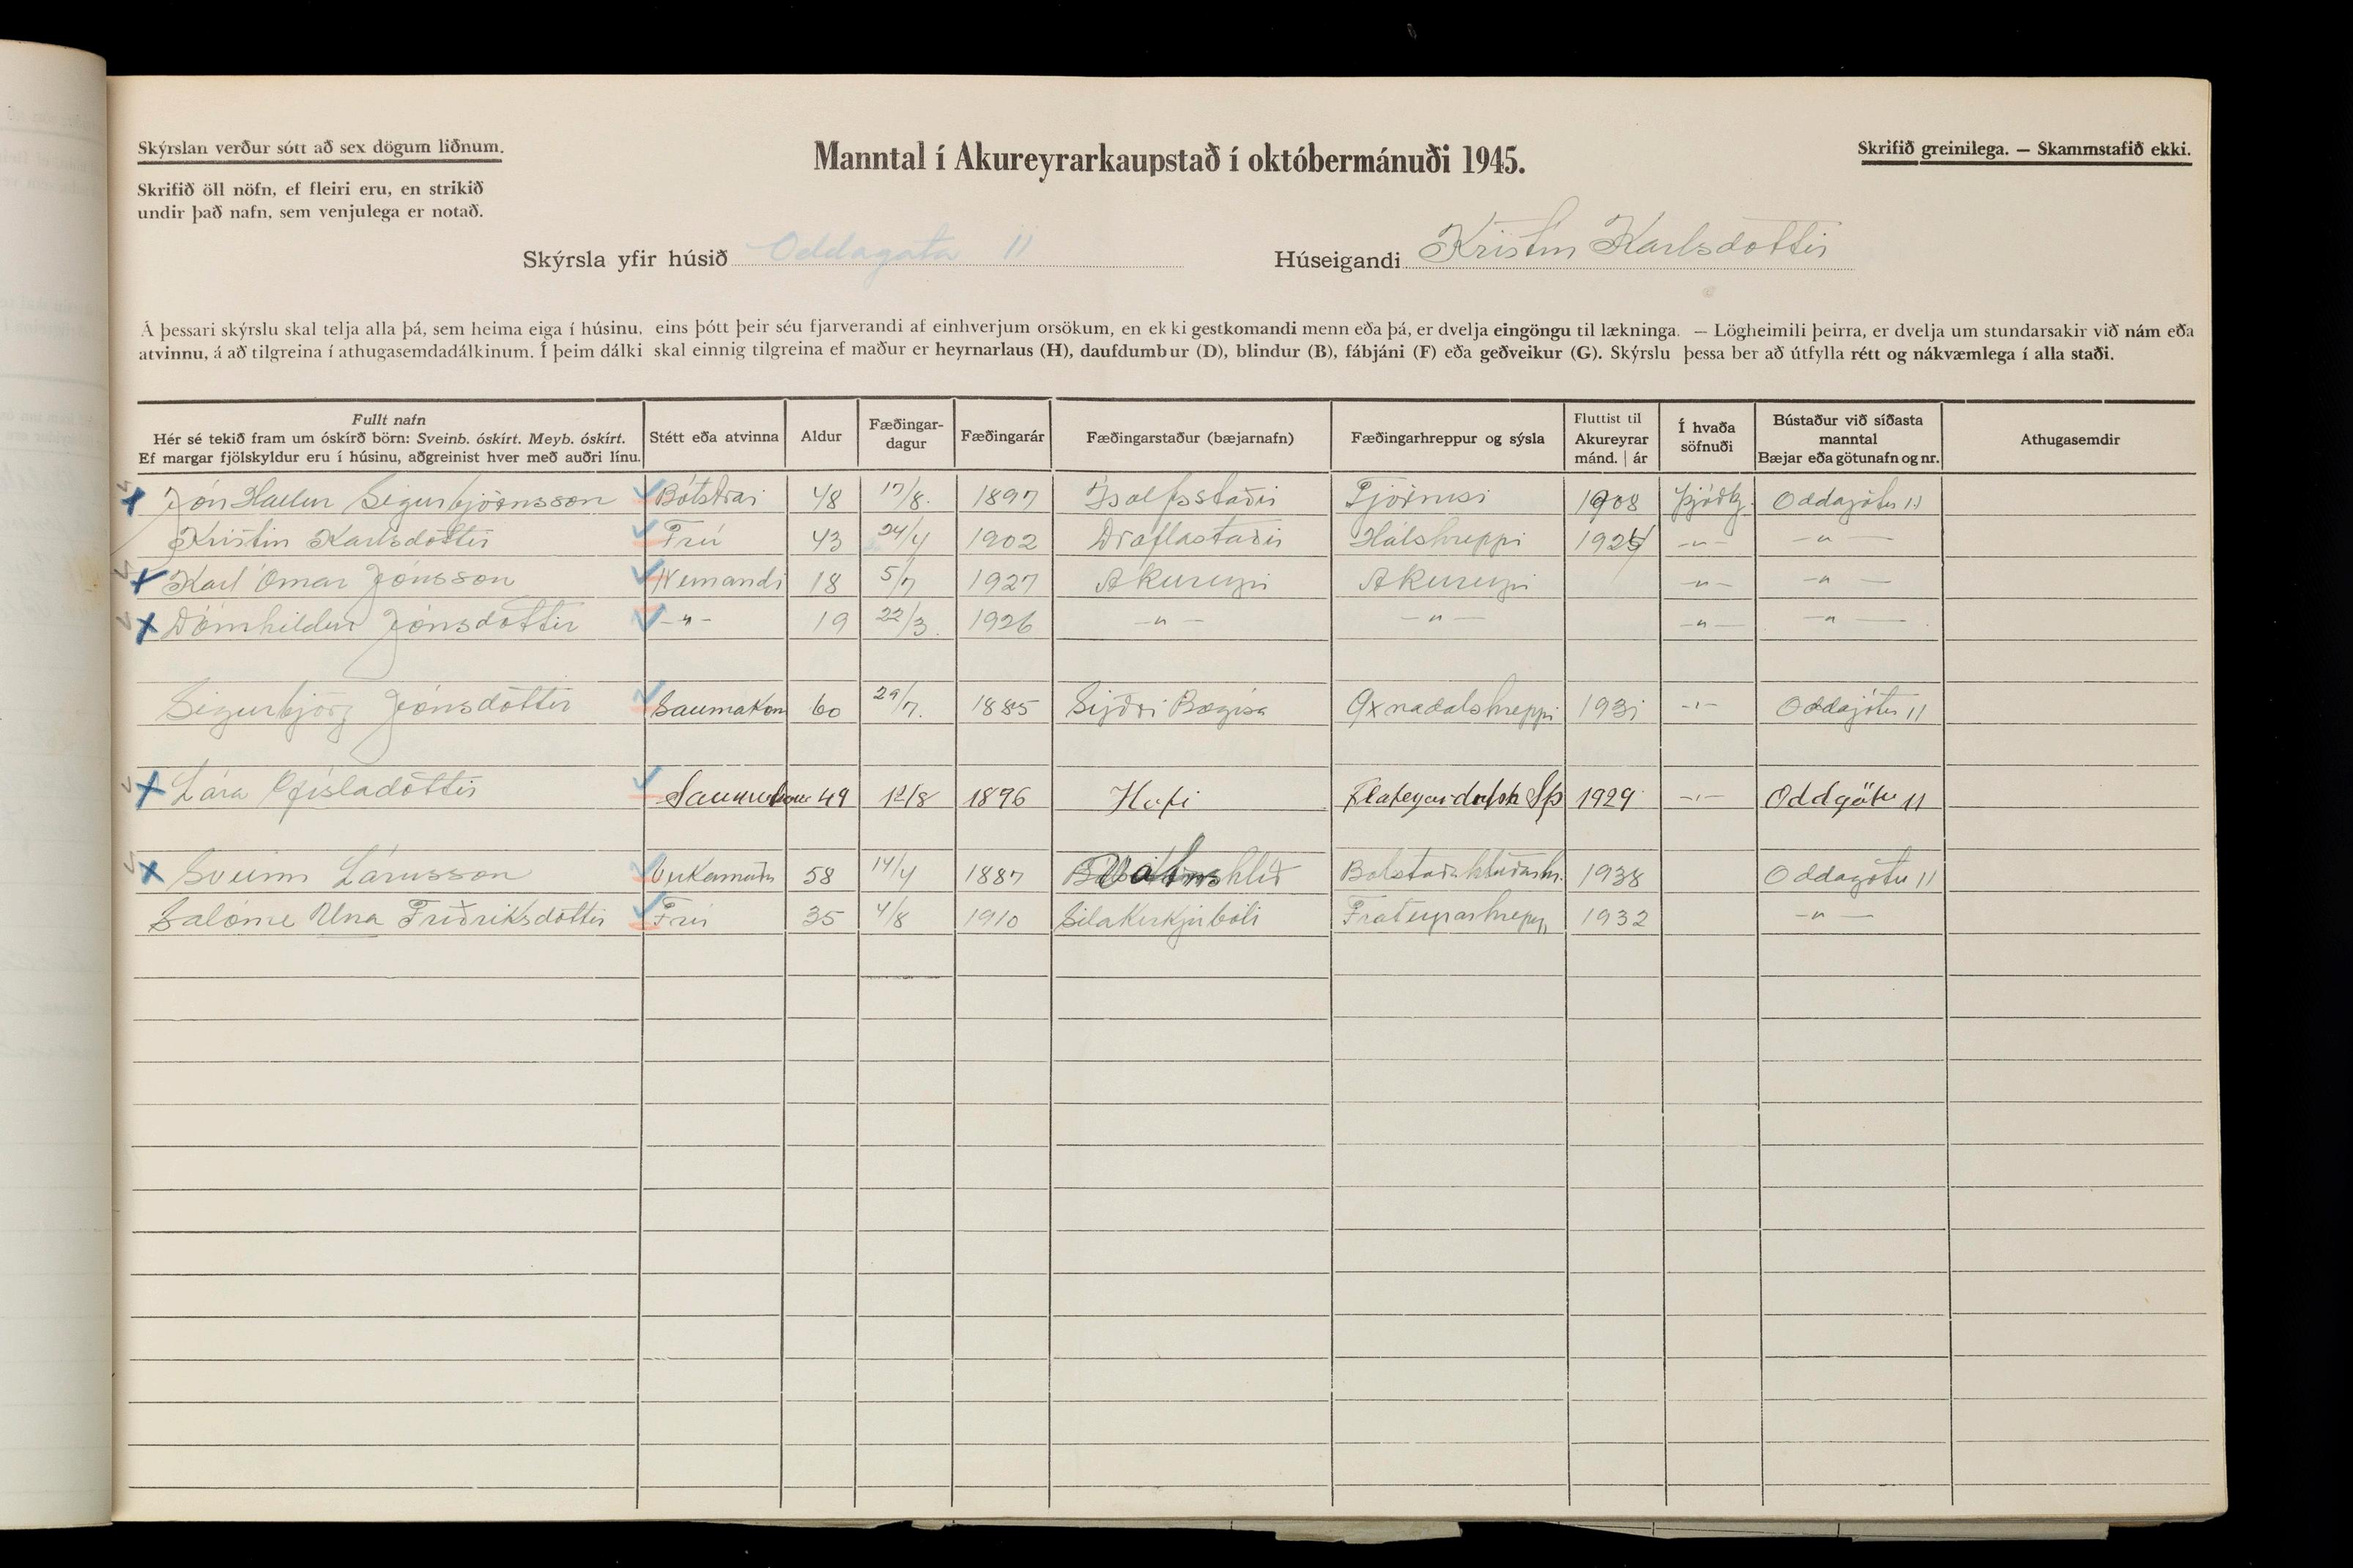 Skýrslan verður sótt að sex dögum liðnum.
Skrifið öll nöfn, ef fleiri eru, en strikið
undir það nafn, sem venjulega er notað.
Manntal í Akureyrarkaupstað í októbermánuði 1945.
Skrifið greinilega. — Skammstafið ekki.
Skýrsla yfir húsið Oddagata 11 Húseigandi Kristín Karlsdóttir
Á þessari skýrslu skal telja alla þá, sem heima eiga í húsinu, eins þótt þeir séu fjarverandi af einhverjum orsökum, en ekki gestkomandi menn eða þá, er dvelja eingöngu til lækninga. — Lögheimili þeirra, er dvelja um stundarsakir við nám eða
atvinnu, á að tilgreina í athugasemdadálkinum. Í þeim dálki skal einnig tilgreina ef maður er heyrnarlaus (H), daufdumbur (D), blindur (B), fábjáni (F) eða geðveikur (G). Skýrslu þessa ber að útfylla rétt og nákvæmlega í alla staði.
Fullt nafn
Hér sé tekið fram um óskírð börn: Sveinb. óskírt. Meyb. óskírt.
Ef margar fjölskyldur eru í húsinu, aðgreinist hver með auðri línu.
Stétt eða atvinna
Aldur
Fæðingar-
dagur
Fæðingarár
Fæðingarstaður (bæjarnafn)
Fæðingarhreppur og sýsla
Fluttist til
Akureyrar
mánd. | ár
Í hvaða
söfnuði
Bústaður við síðasta
manntal
Bæjar eða götunafn og nr.
Athugasemdir
Jón Hallur Sigurbjörnsson Bólstrari 48 17/8. 1897 Ísólfsstaðir Tjörnesi 1908 Þjóðk. Oddagötu 11
Kristín Karlsdóttir Frú 43 24/4 1902 Draflastaðir Hálshreppi 1924 -"- -"-
Karl Ómar Jónsson Nemandi 18 5/7 1927 Akureyri Akureyri -"- -"-
Dómhildur Jónsdóttir -"- 19 22/3. 1926 -"- -"- -"- -"-
Sigurbjörg Jónsdóttir Saumakon 60 29/7. 1885 Sijðri Bægisá Öxnadalshreppi 1931 -"- Oddagötu 11
Lára Gísladóttir Saumakona 49 12/8 1896 Hofi Flateyjardalsh Sþ 1929 -"- Oddgötu 11
Sveinn Lárusson Verkamaður 58 14/4 1887 Vatnshlíð Bolstaðahlíðarhr. 1938 Oddagötu 11
Salóme Una Friðriksdóttir Frú 35 4/8 1910 Selakirkjuboli Flateyrarhrepp 1932 -"-